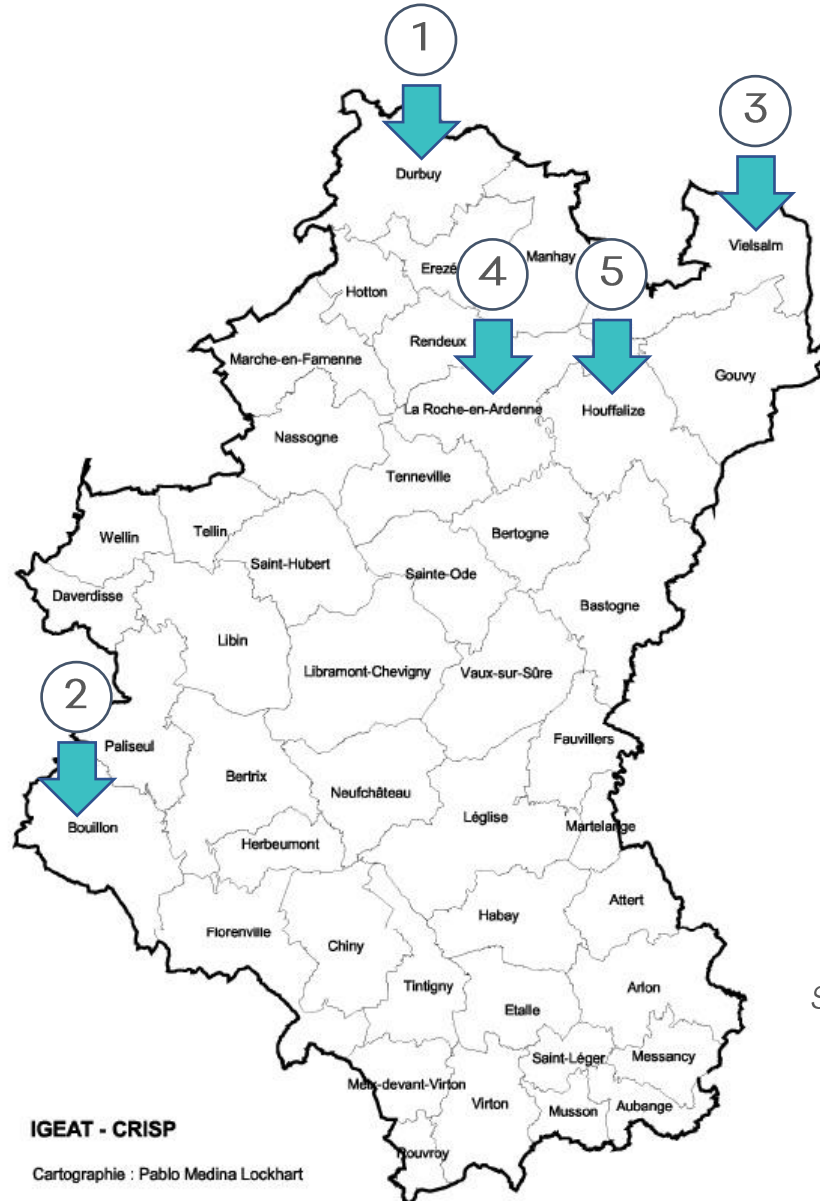 1
3
Durbuy
Vielsalm
4
5
Manhay
Erezé
Hotton
Rendeux
Marche-en-Famenne
Gouvy
La Roche-en-Ardenne
Houffalize
Nassogne
Tenneville
Tellin
Wellin
Bertogne
Saint-Hubert
Sainte-Ode
Daverdisse
Bastogne
Libin
Libramont-Chevigny
Vaux-sur-Sûre
2
Fauvillers
Paliseul
Bertrix
Neufchâteau
Léglise
Bouillon
Martelange
Herbeumont
Attert
Habay
Florenville
Chiny
Tintigny
Arlon
Etalle
S
Saint-Léger
Messancy
Meix-devant-Virton
Virton
Musson
Aubange
IGEAT - CRISP
Rouvroy
Cartographie : Pablo Medina Lockhart